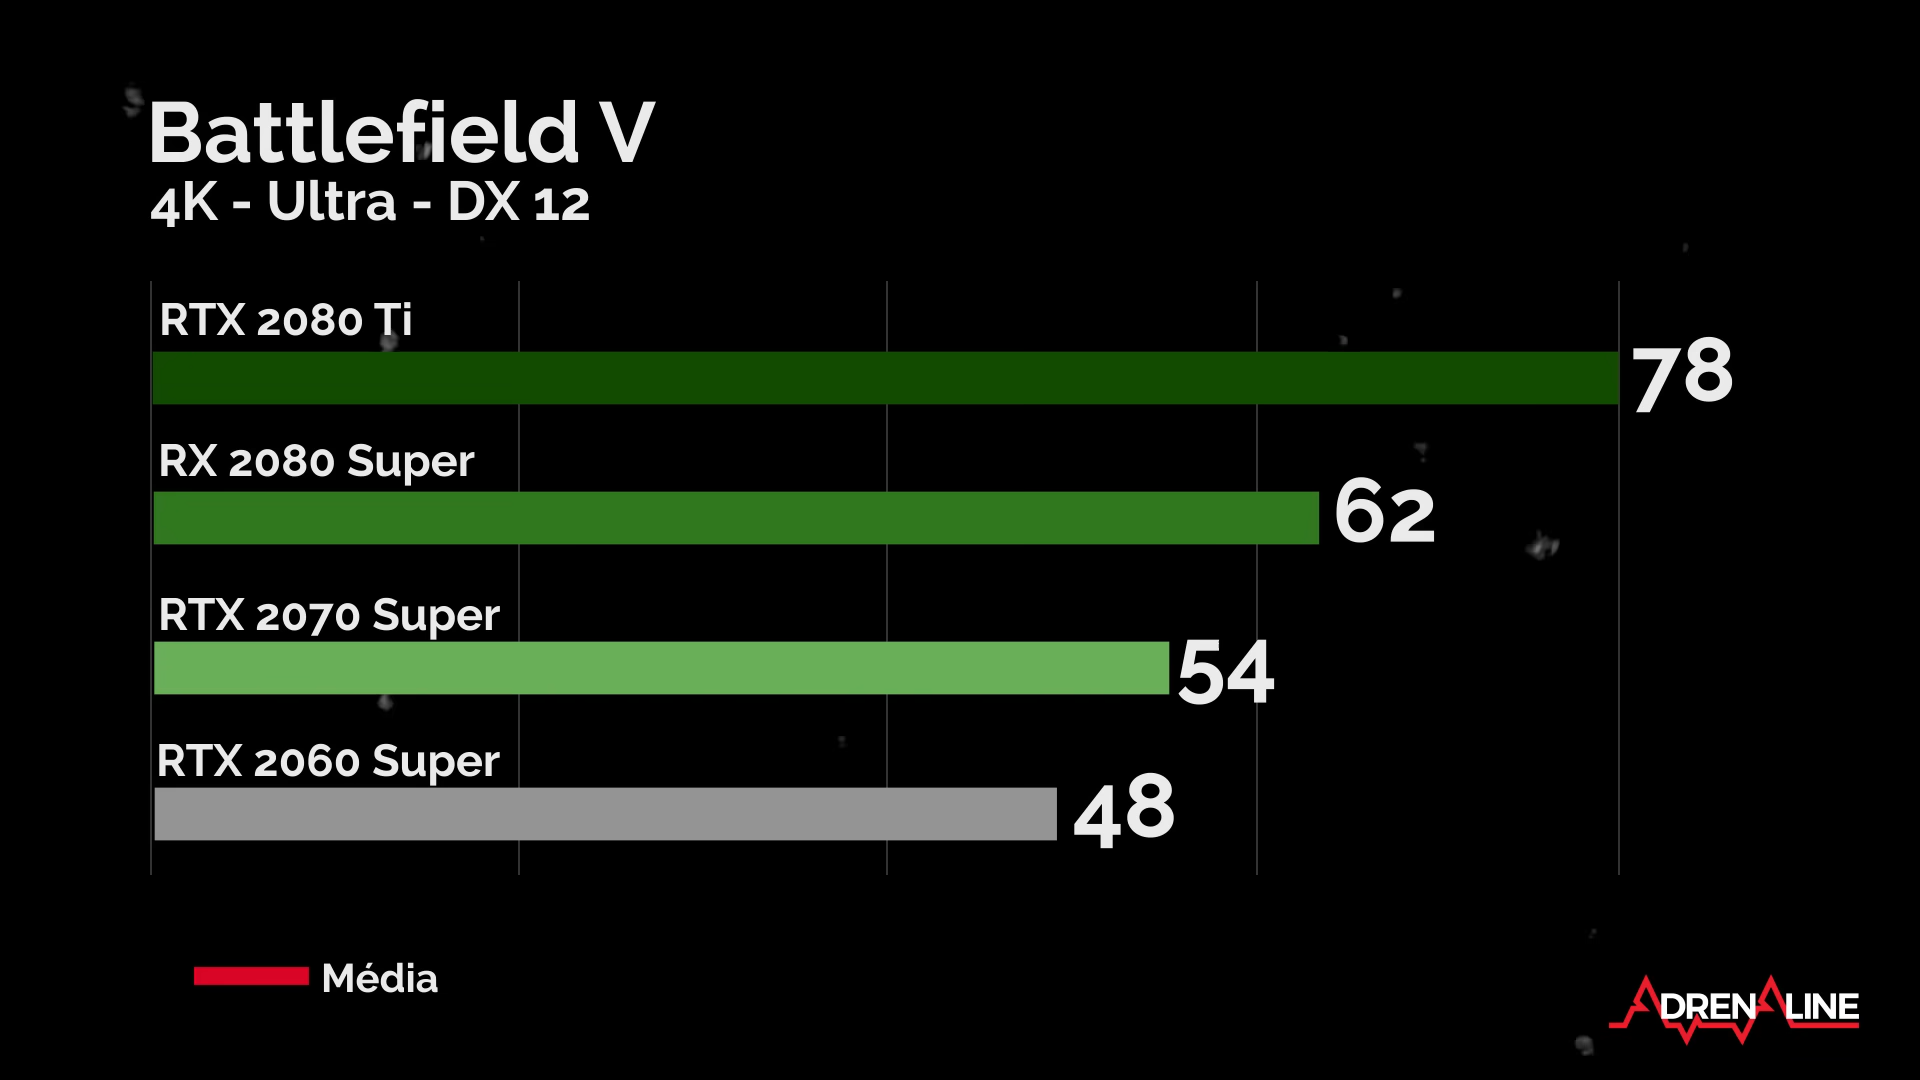 Battlefield V
4K - Ultra - DX 12
RTX 2080 Ti
78
RX 2080 Super
62
RTX 2070 Super
54
RTX 2060 Super
48
Média
ADRENALINE